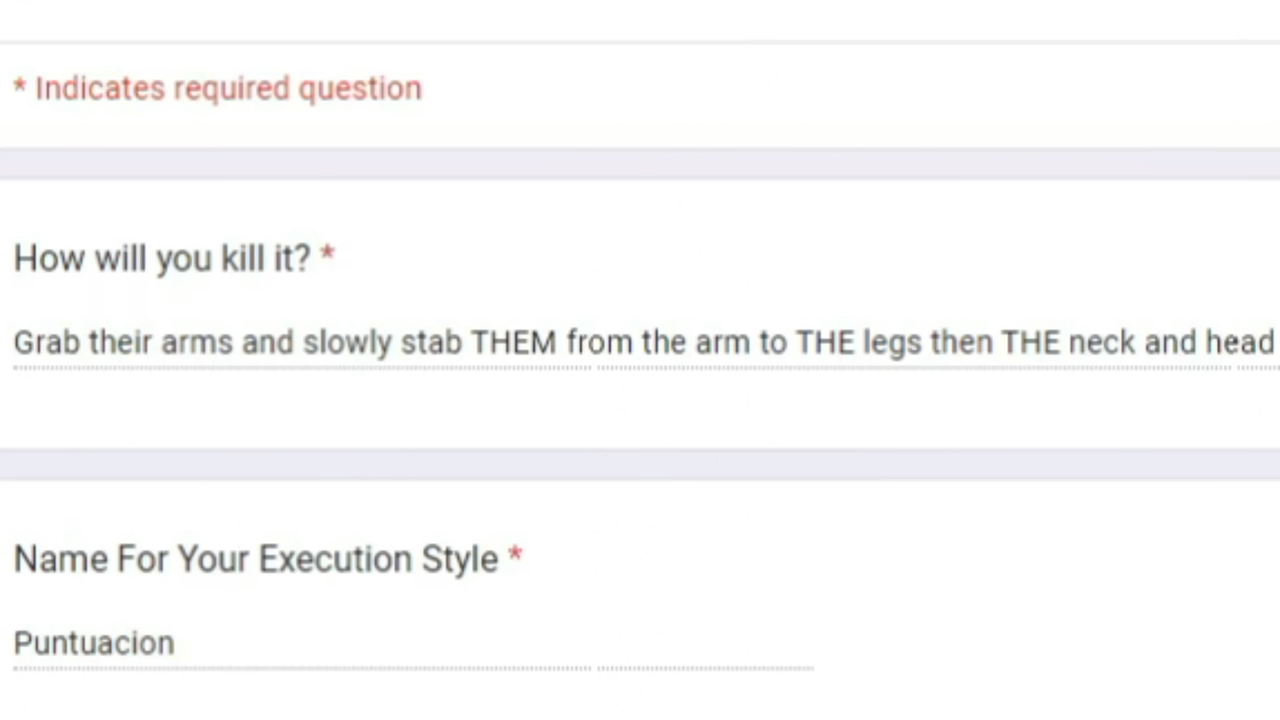 * Indicates required question
How will you kill it? *
Grab their arms and slowly stab THEM from the arm to THE legs then THE neck and head
Name For Your Execution Style *
Puntuacion